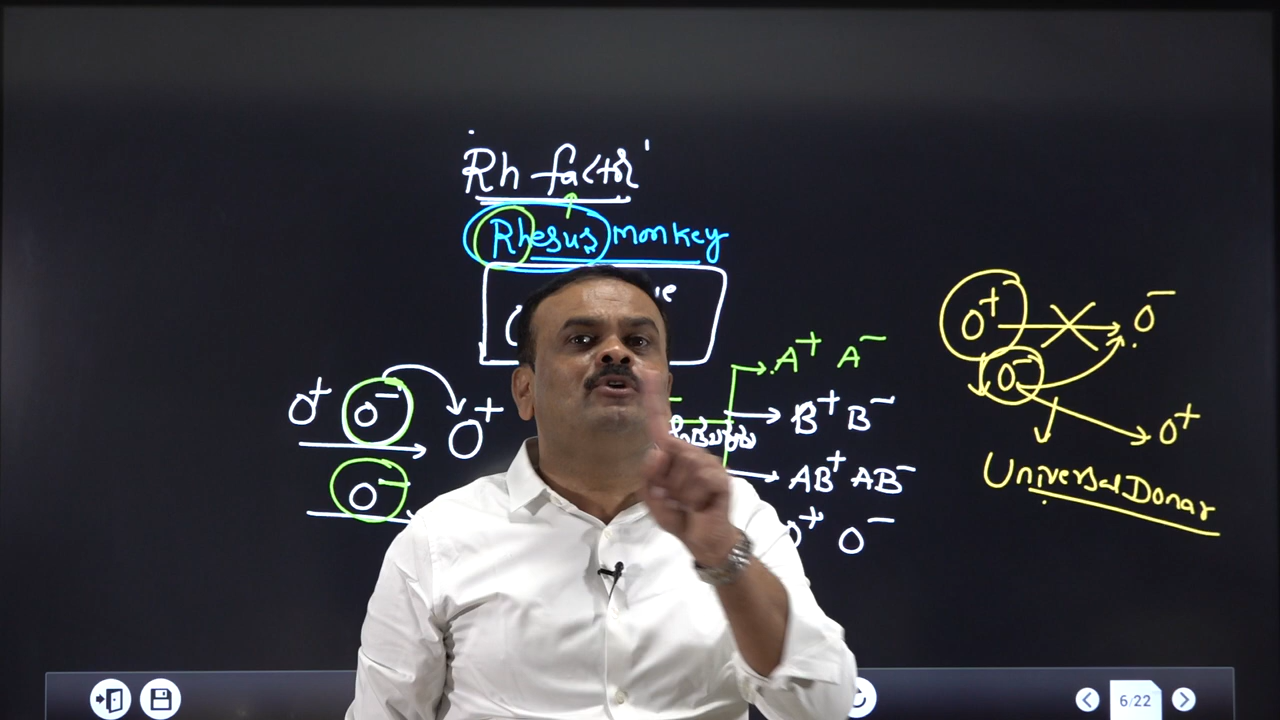 Rh factor
Rhesus monkey
O⁺ O⁻ O⁺
O⁻
A⁺ A⁻
B⁺ B⁻
AB⁺ AB⁻
O⁺ O⁻
O⁺ O⁻
O⁻
O⁺
Universal Donar
6/22